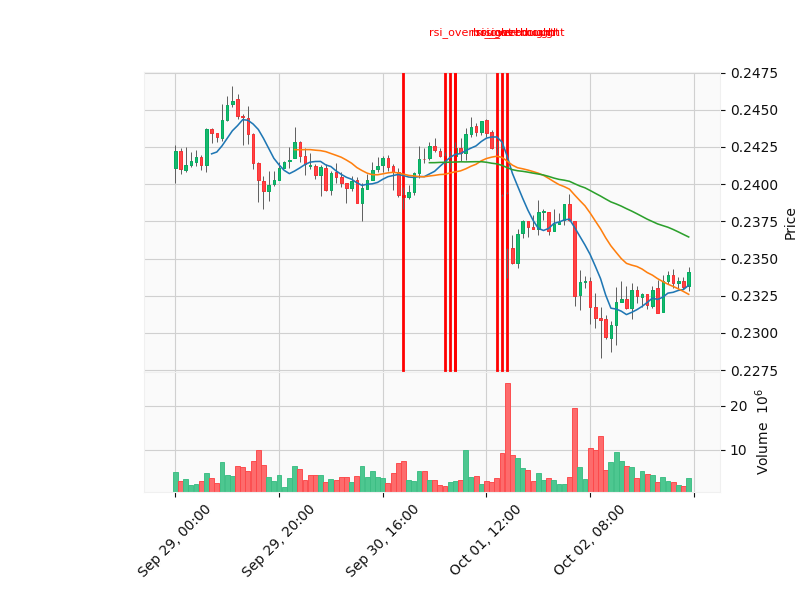 rsi_overbought
0.2475
0.2450
0.2425
0.2400
0.2375
0.2350
0.2325
0.2300
0.2275
Price
20
10
Volume 10^6
Sep 29, 00:00
Sep 29, 20:00
Sep 30, 16:00
Oct 01, 12:00
Oct 02, 08:00